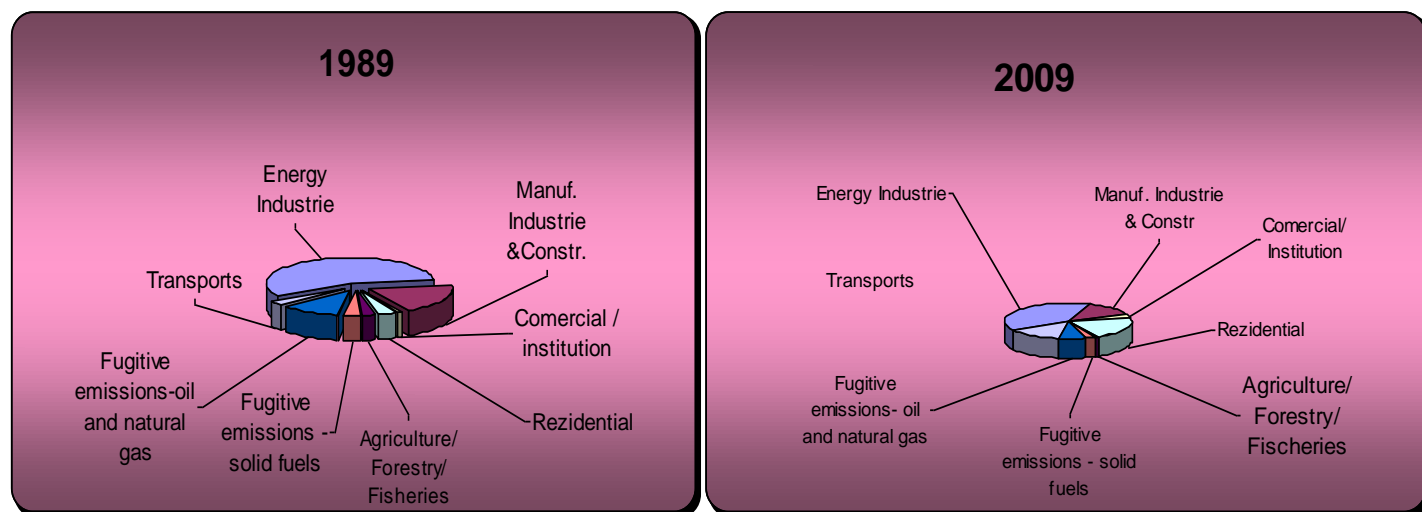 1989
Energy
Industrie
Manuf.
Industrie
&Constr.
Transports
Comercial /
institution
Fugitive
emissions-oil
and natural
gas
Fugitive
emissions -
solid fuels
Agriculture/
Forestry/
Fisheries
Rezidential
2009
Energy Industrie
Manuf. Industrie
& Constr
Comercial/
Institution
Transports
Rezidential
Fugitive
emissions- oil
and natural gas
Fugitive
emissions - solid
fuels
Agriculture/
Forestry/
Fischeries